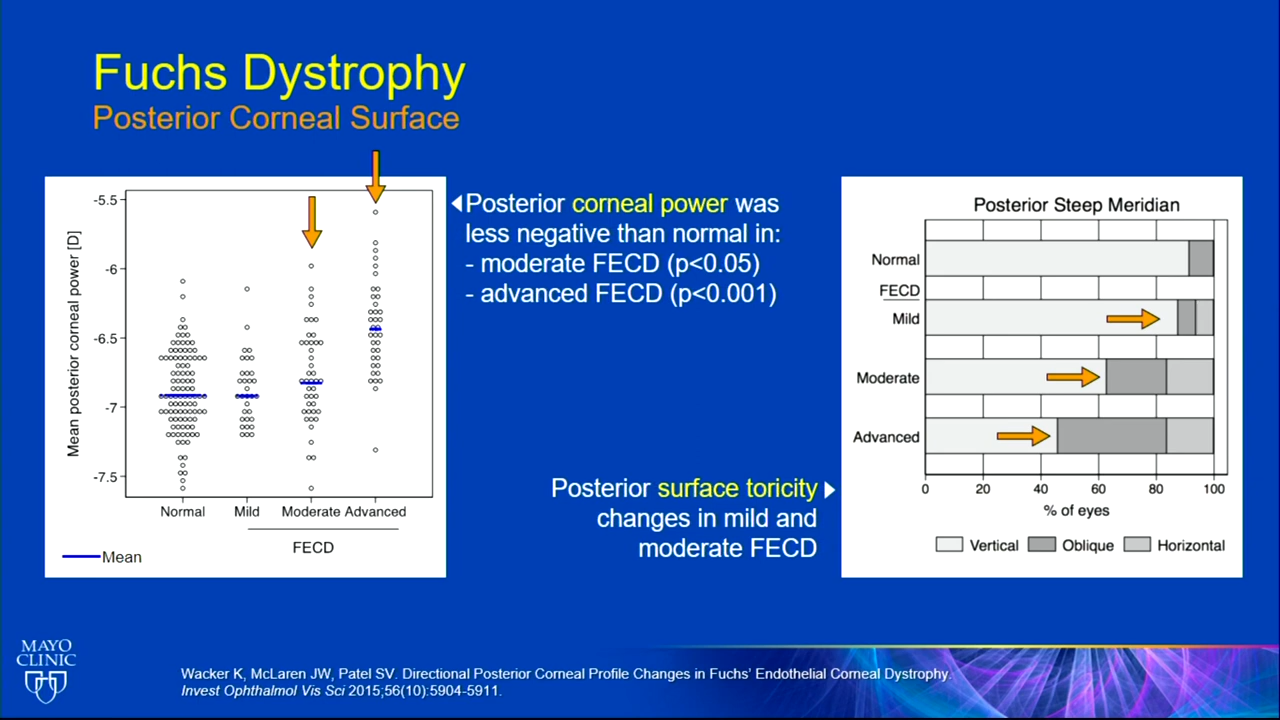 Fuchs Dystrophy
Posterior Corneal Surface
Mean posterior corneal power [D]
-5.5
-6
-6.5
-7
-7.5
Normal Mild Moderate Advanced
FECD
Mean
Posterior corneal power was
less negative than normal in:
- moderate FECD (p<0.05)
- advanced FECD (p<0.001)
Posterior surface toricity
changes in mild and
moderate FECD
Posterior Steep Meridian
Normal
FECD
Mild
Moderate
Advanced
0 20 40 60 80 100
% of eyes
Vertical Oblique Horizontal
MAYO
CLINIC
Wacker K, McLaren JW, Patel SV. Directional Posterior Corneal Profile Changes in Fuchs' Endothelial Corneal Dystrophy.
Invest Ophthalmol Vis Sci 2015;56(10):5904-5911.